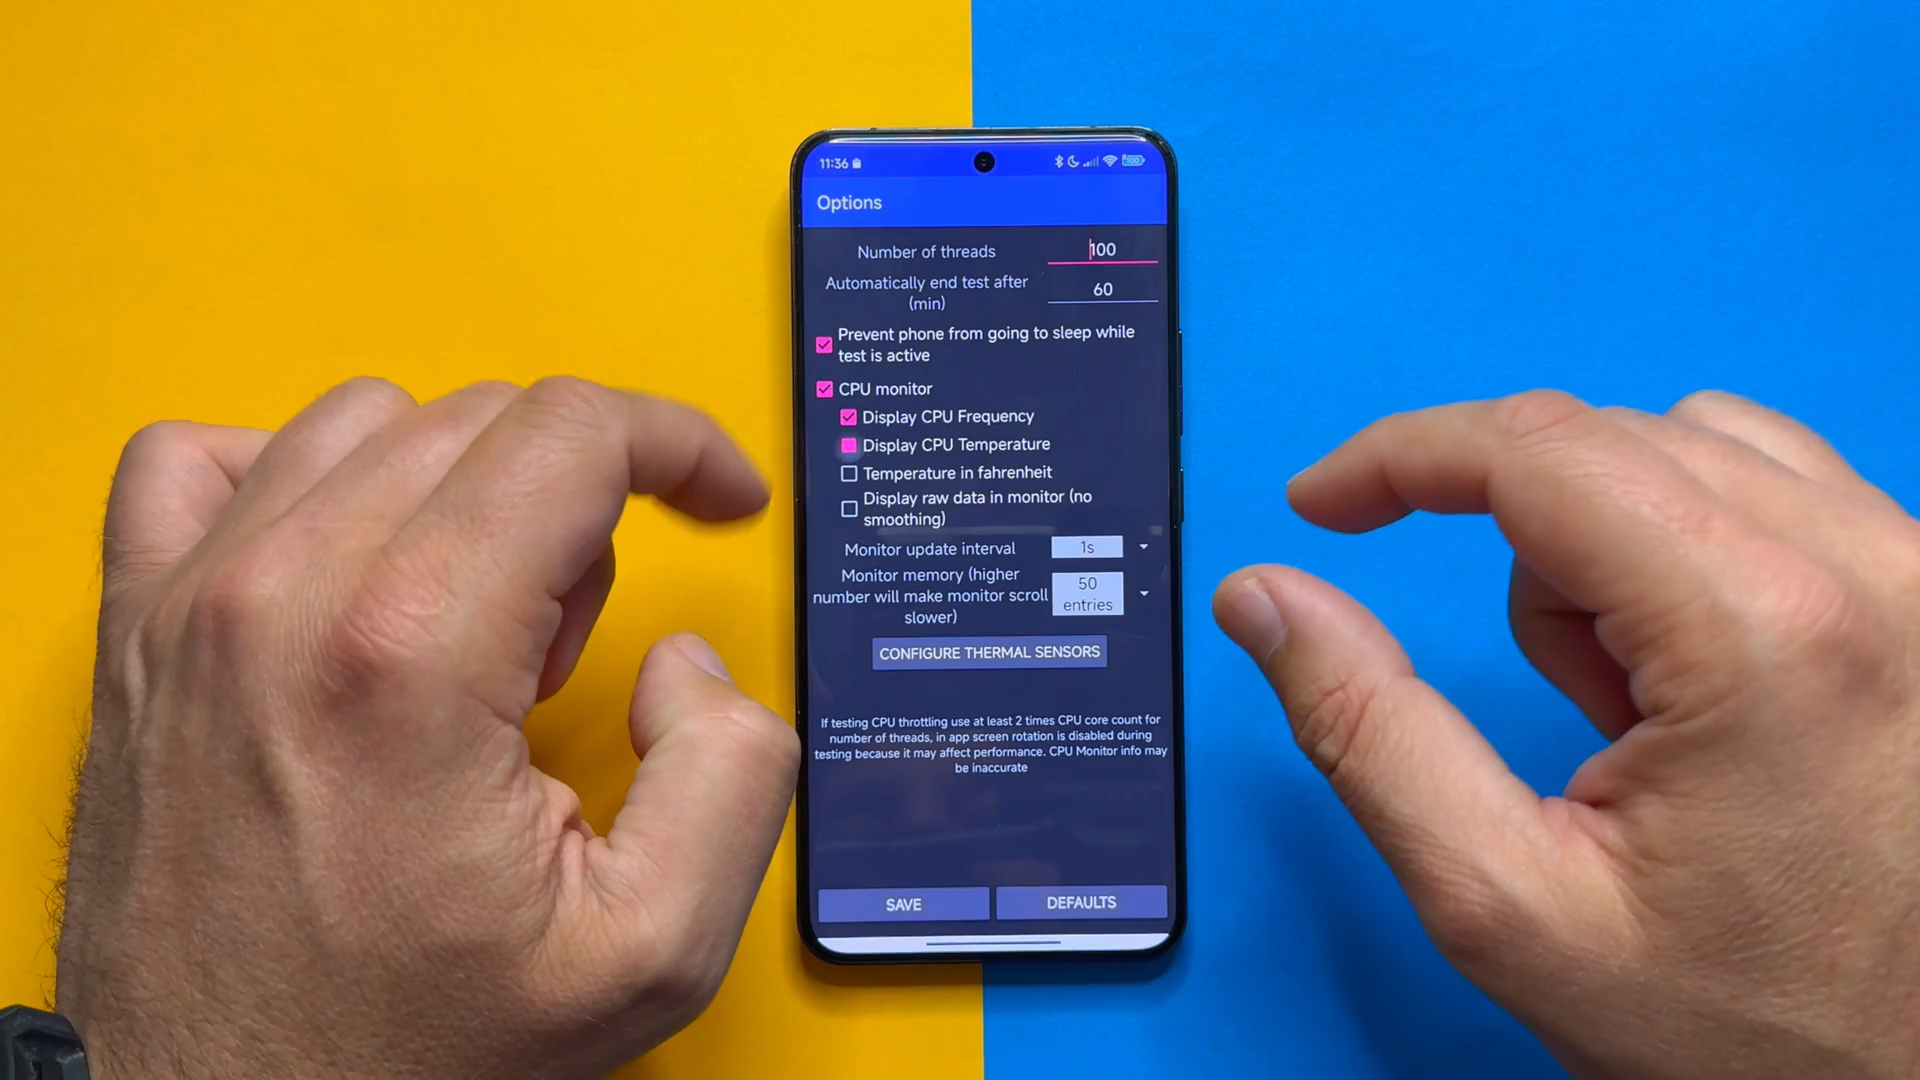 11:36
100
Options
Number of threads
100
Automatically end test after
(min)
60
Prevent phone from going to sleep while
test is active
CPU monitor
Display CPU Frequency
Display CPU Temperature
Temperature in fahrenheit
Display raw data in monitor (no
smoothing)
Monitor update interval
1s
Monitor memory (higher
number will make monitor scroll
slower)
50
entries
CONFIGURE THERMAL SENSORS
If testing CPU throttling use at least 2 times CPU core count for
number of threads, in app screen rotation is disabled during
testing because it may affect performance. CPU Monitor info may
be inaccurate
SAVE
DEFAULTS